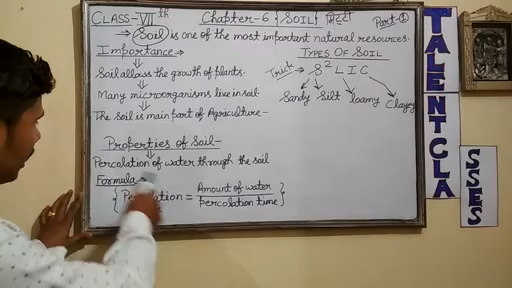 CLASS-VIIth Chapter-6 {SOIL} मिट्टी Part-①
→ Soil is one of the most important natural resources.
Importance⇒
Soil allows the growth of plants.
Many microorganisms live in soil.
The soil is main part of Agriculture-
TYPES OF SOIL
Trick → S²LIC
Sandy Silt loamy Clayey
Properties of Soil-
Percolation of water through the soil
Formula
= Amount of water
percolation time
TALENT CLA
SSES